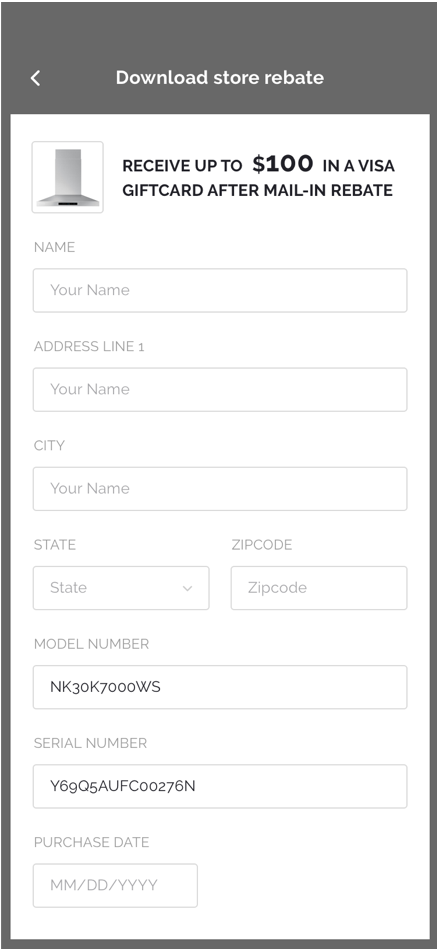 Download store rebate
RECEIVE UP TO $100 IN A VISA
GIFTCARD AFTER MAIL-IN REBATE
NAME
Your Name
ADDRESS LINE 1
Your Name
CITY
Your Name
STATE ZIPCODE
State Zipcode
MODEL NUMBER
NK30K7000WS
SERIAL NUMBER
Y69Q5AUFC00276N
PURCHASE DATE
MM/DD/YYYY